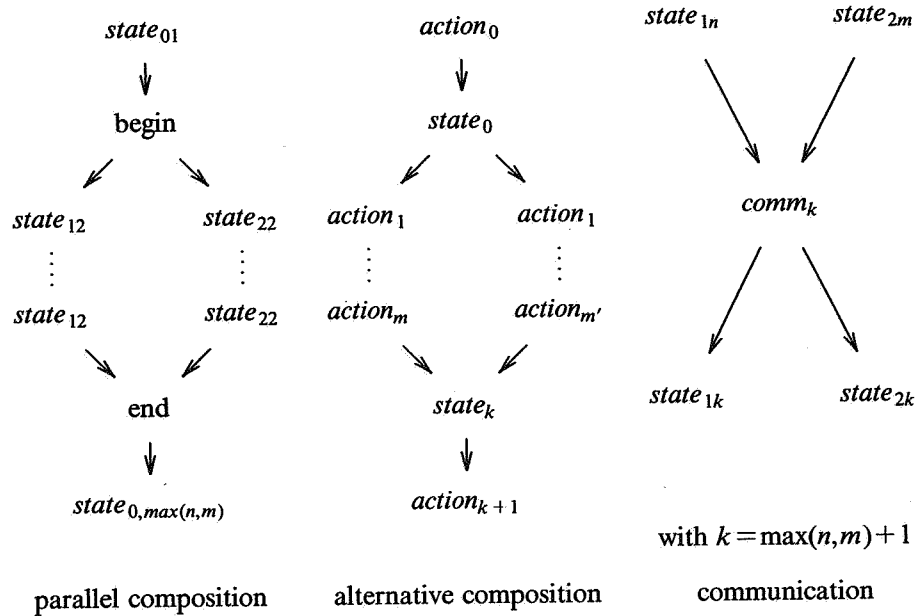 state₀₁
begin
state₁₂ state₂₂
state₁₂ state₂₂
end
state₀,ₘₐₓ₍ₙ,ₘ₎
parallel composition
action₀
state₀
action₁ action₁
actionₘ actionₘ′
stateₖ
actionₖ₊₁
alternative composition
state₁ₙ state₂ₘ
commₖ
state₁ₖ state₂ₖ
with k=max(n,m)+1
communication